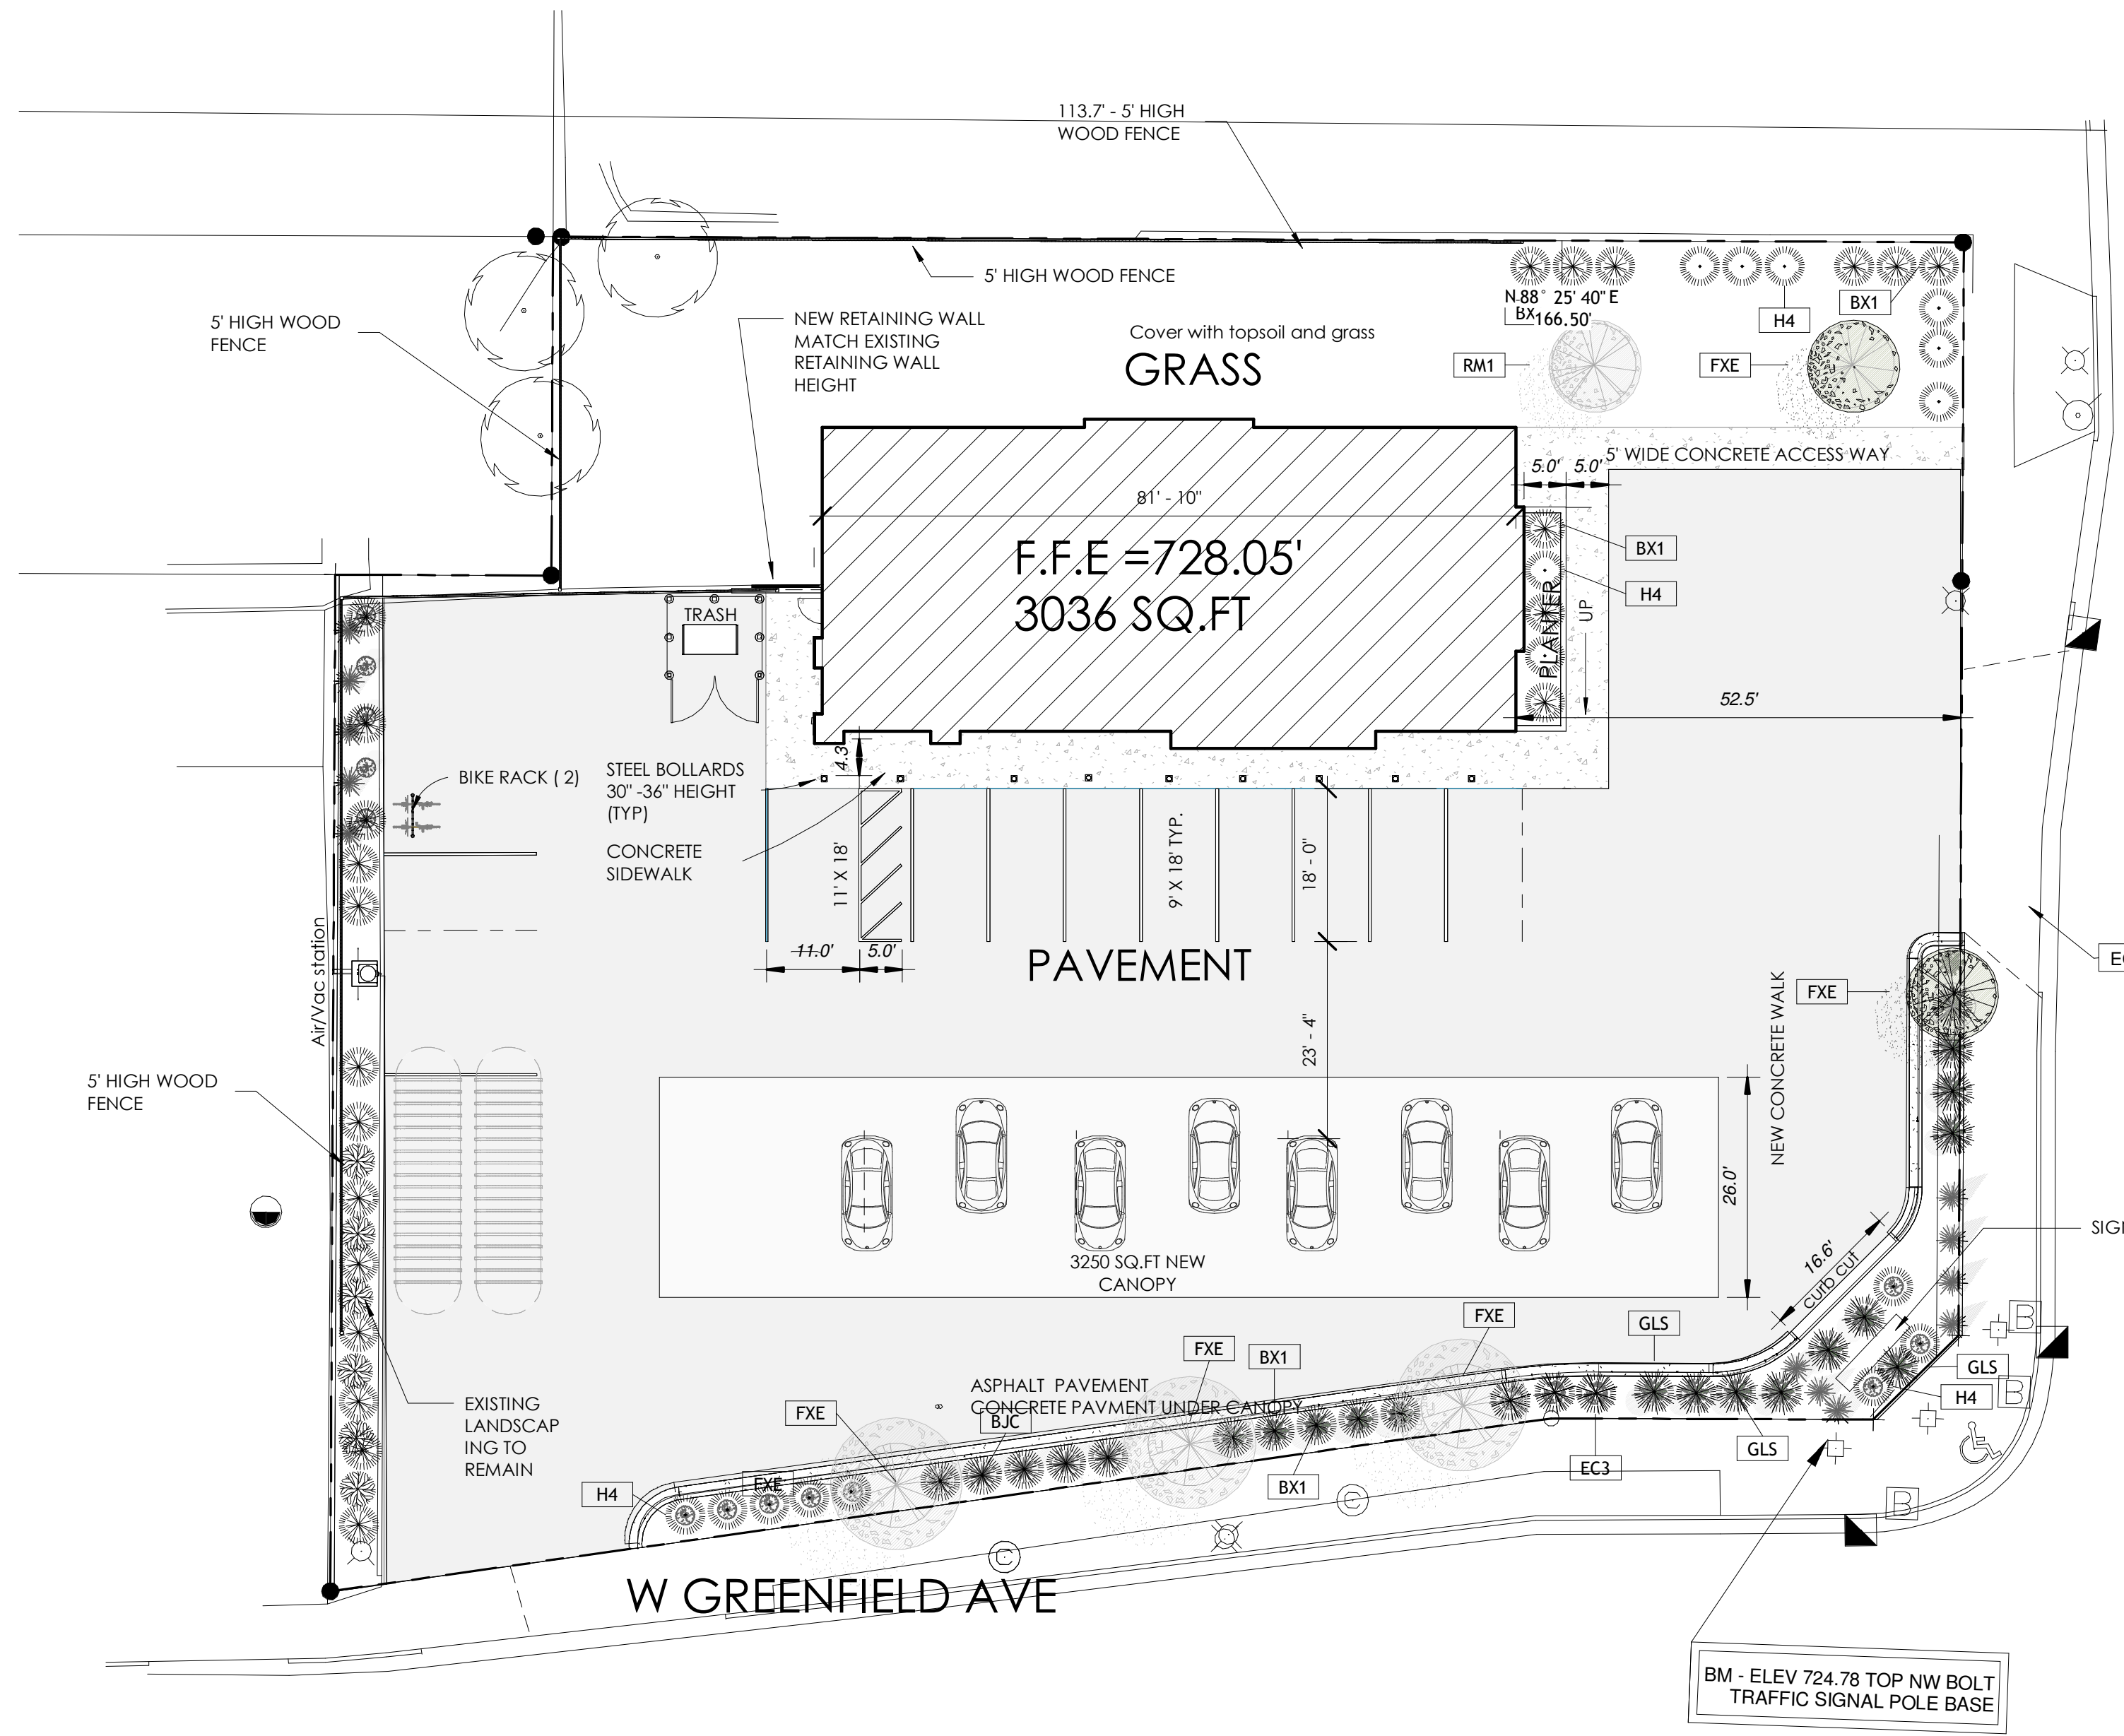 113.7' - 5' HIGH
WOOD FENCE
5' HIGH WOOD FENCE
5' HIGH WOOD
FENCE
NEW RETAINING WALL
MATCH EXISTING
RETAINING WALL
HEIGHT
Cover with topsoil and grass
GRASS
N 88° 25' 40" E
BX
166.50'
H4
BX1
RM1
FXE
5' WIDE CONCRETE ACCESS WAY
5.0'
5.0'
81' - 10"
F.F.E =728.05'
3036 SQ.FT
BX1
H4
PLANTER
UP
TRASH
52.5'
4.3'
BIKE RACK ( 2)
STEEL BOLLARDS
30" -36" HEIGHT
(TYP)
CONCRETE
SIDEWALK
11' X 18'
9' X 18' TYP.
18' - 0"
11.0'
5.0'
PAVEMENT
Air/Vac station
23' - 4"
NEW CONCRETE WALK
FXE
5' HIGH WOOD
FENCE
26.0'
3250 SQ.FT NEW
CANOPY
16.6'
curb cut
B
FXE
GLS
FXE
BX1
GLS
H4
B
ASPHALT PAVEMENT
CONCRETE PAVMENT UNDER CANOPY
BJC
FXE
EXISTING
LANDSCAP
ING TO
REMAIN
GLS
EC3
H4
FXE
BX1
C
B
C
W GREENFIELD AVE
BM - ELEV 724.78 TOP NW BOLT
TRAFFIC SIGNAL POLE BASE